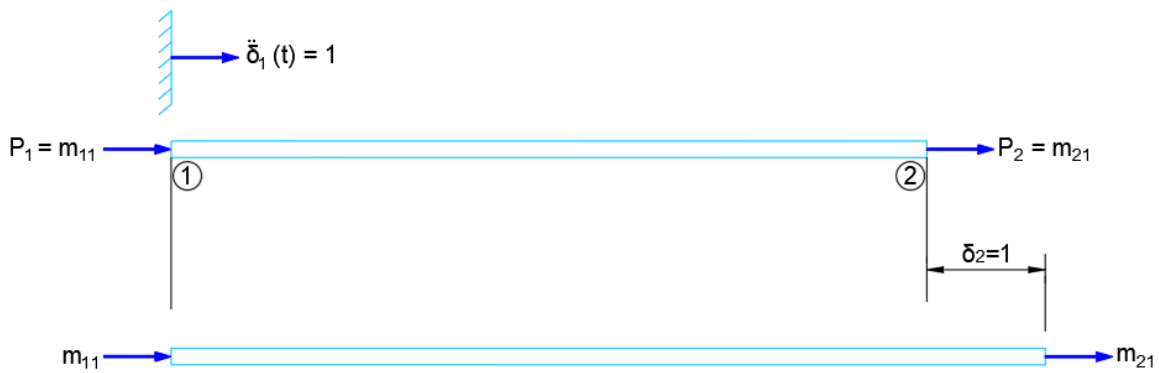 δ̈₁ (t) = 1
P₁ = m₁₁
P₂ = m₂₁
① ②
δ2=1
m₁₁ m₂₁